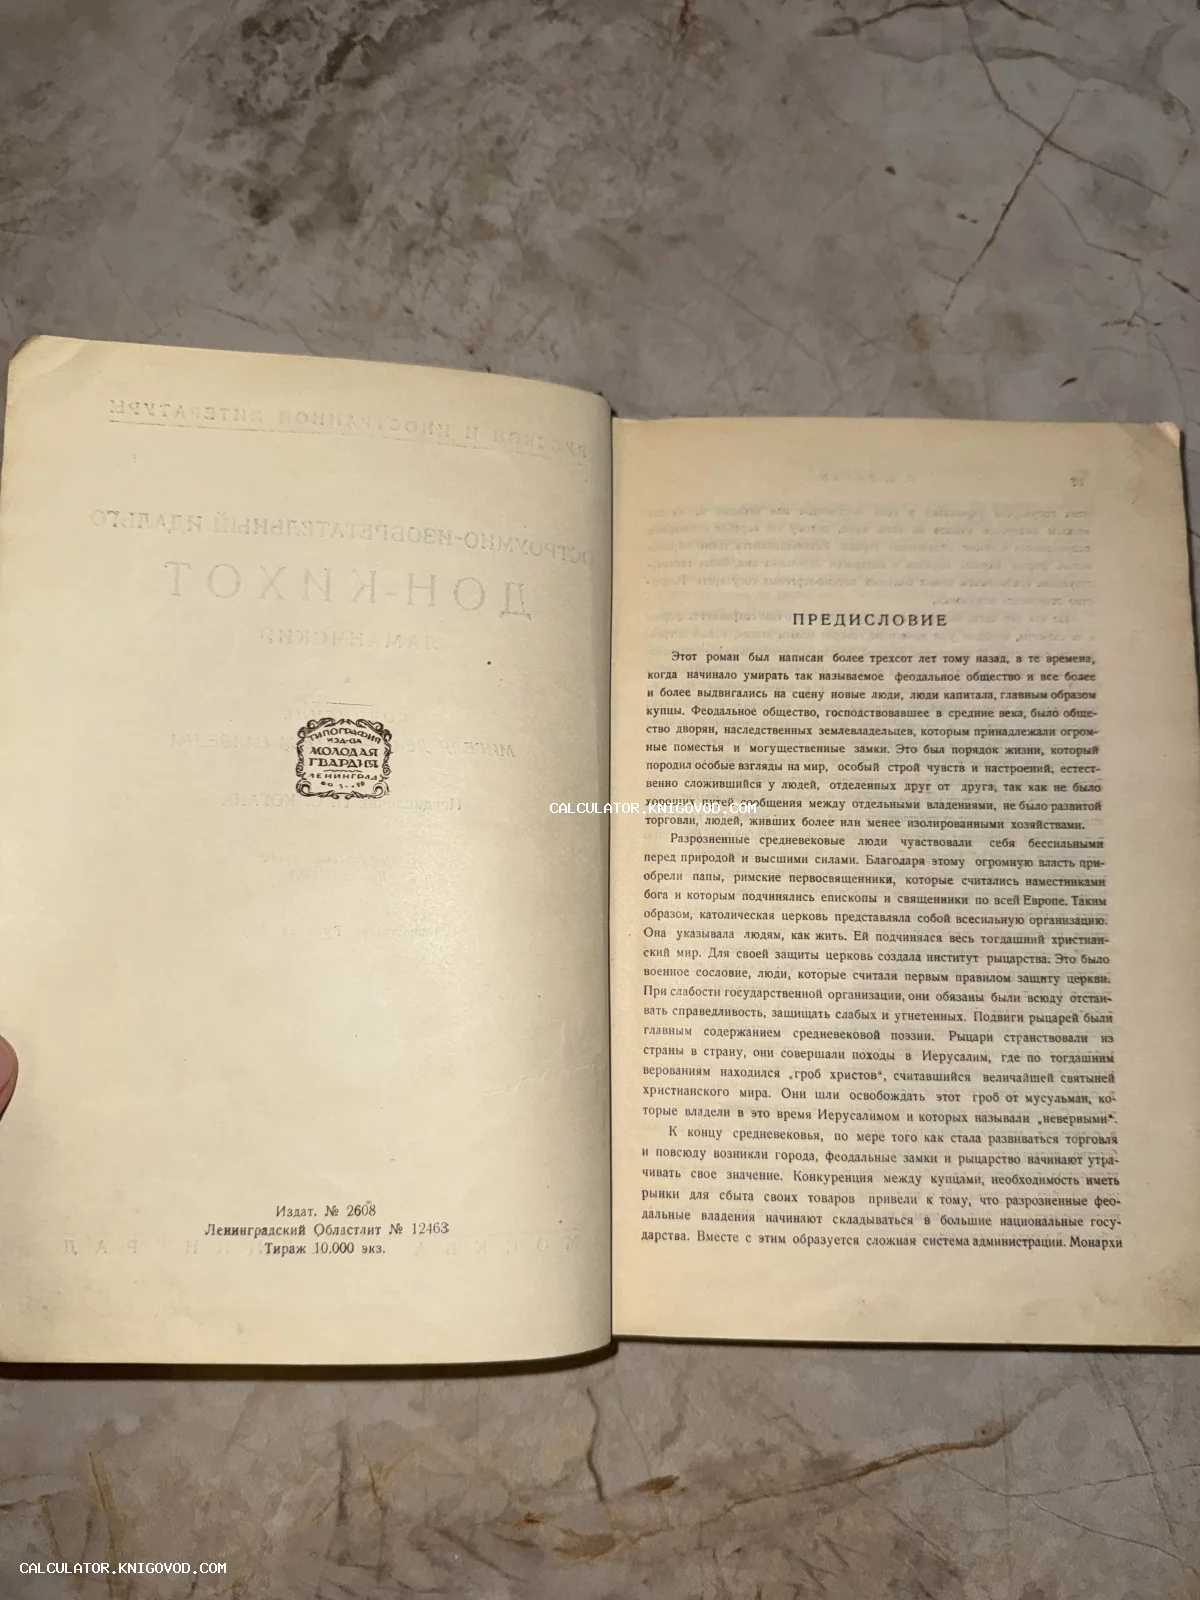 ТИПОГРАФИЯ
ИЗД-ВА
МОЛОДАЯ
ГВАРДИЯ
ЛЕНИНГРАД
Издат. № 2608
Ленинградский Областлит № 12463
Тираж 10.000 экз.
ПРЕДИСЛОВИЕ
Этот роман был написан более трехсот лет тому назад, в те времена,
когда начинало умирать так называемое феодальное общество и все более
и более выдвигались на сцену новые люди, люди капитала, главным образом
купцы. Феодальное общество, господствовавшее в средние века, было обще-
ство дворян, наследственных землевладельцев, которым принадлежали огром-
ные поместья и могущественные замки. Это был порядок жизни, который
породил особые взгляды на мир, особый строй чувств и настроений, естест-
венно сложившийся у людей, отделенных друг от друга, так как не было
хороших путей сообщения между отдельными владениями, не было развитой
торговли, людей, живших более или менее изолированными хозяйствами.
Разрозненные средневековые люди чувствовали себя бессильными
перед природой и высшими силами. Благодаря этому огромную власть при-
обрели папы, римские первосвященники, которые считались наместниками
бога и которым подчинялись епископы и священники по всей Европе. Таким
образом, католическая церковь представляла собой всесильную организацию.
Она указывала людям, как жить. Ей подчинялся весь тогдашний христиан-
ский мир. Для своей защиты церковь создала институт рыцарства. Это было
военное сословие, люди, которые считали первым правилом защиту церкви.
При слабости государственной организации, они обязаны были всюду отстаи-
вать справедливость, защищать слабых и угнетенных. Подвиги рыцарей были
главным содержанием средневековой поэзии. Рыцари странствовали из
страны в страну, они совершали походы в Иерусалим, где по тогдашним
верованиям находился „гроб христов“, считавшийся величайшей святыней
христианского мира. Они шли освобождать этот гроб от мусульман, ко-
торые владели в это время Иерусалимом и которых называли „неверными“.
К концу средневековья, по мере того как стала развиваться торговля
и повсюду возникли города, феодальные замки и рыцарство начинают утра-
чивать свое значение. Конкуренция между купцами, необходимость иметь
рынки для сбыта своих товаров привели к тому, что разрозненные фео-
дальные владения начинают складываться в большие национальные госу-
дарства. Вместе с этим образуется сложная система администрации. Монархи
CALCULATOR.KNIGOVOD.COM
CALCULATOR.KNIGOVOD.COM